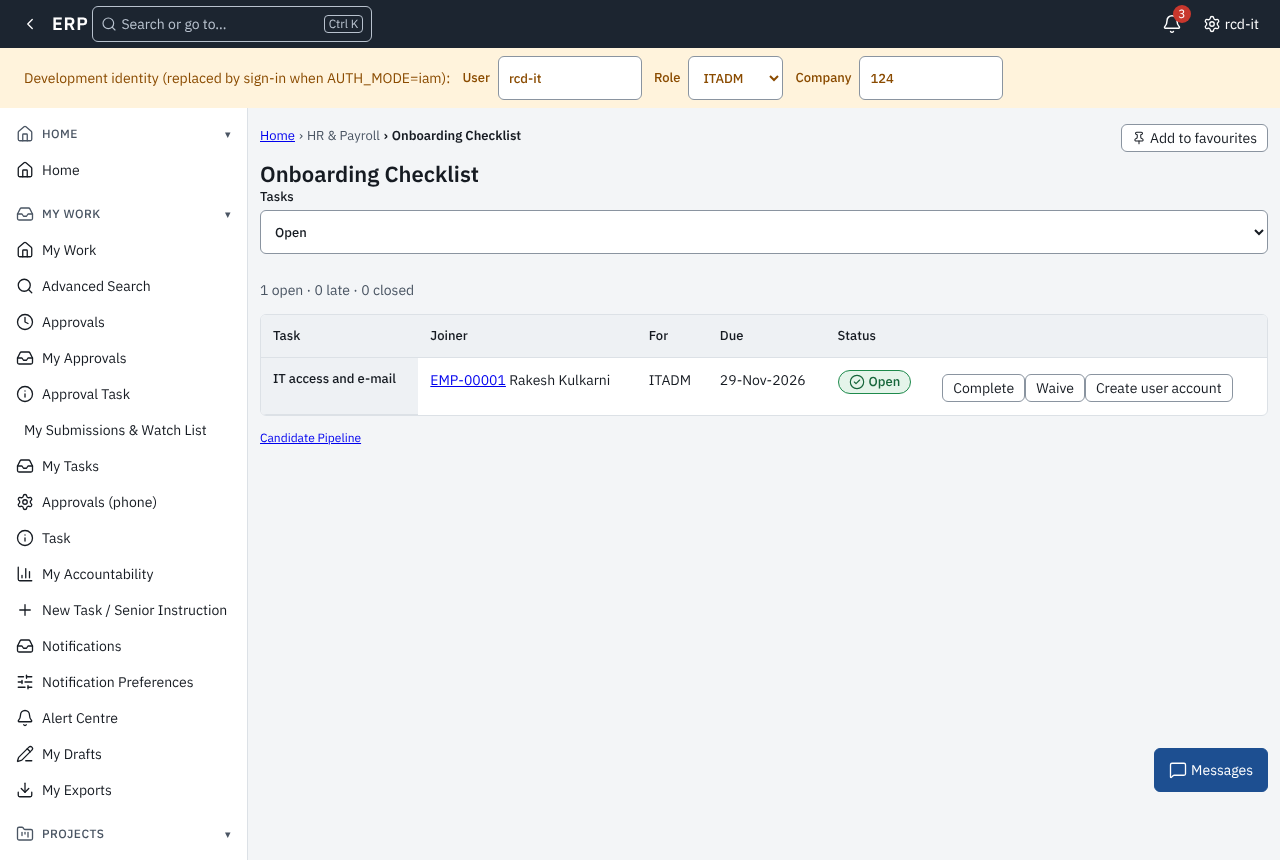 ERP
Search or go to...
Ctrl K
3
rcd-it
Development identity (replaced by sign-in when AUTH_MODE=iam):
User
rcd-it
Role
ITADM
Company
124
HOME
Home
MY WORK
My Work
Advanced Search
Approvals
My Approvals
Approval Task
My Submissions & Watch List
My Tasks
Approvals (phone)
Task
My Accountability
New Task / Senior Instruction
Notifications
Notification Preferences
Alert Centre
My Drafts
My Exports
PROJECTS
Home › HR & Payroll › Onboarding Checklist
Add to favourites
Onboarding Checklist
Tasks
Open
1 open · 0 late · 0 closed
Task Joiner For Due Status
IT access and e-mail EMP-00001 Rakesh Kulkarni ITADM 29-Nov-2026 Open Complete Waive Create user account
Candidate Pipeline
Messages